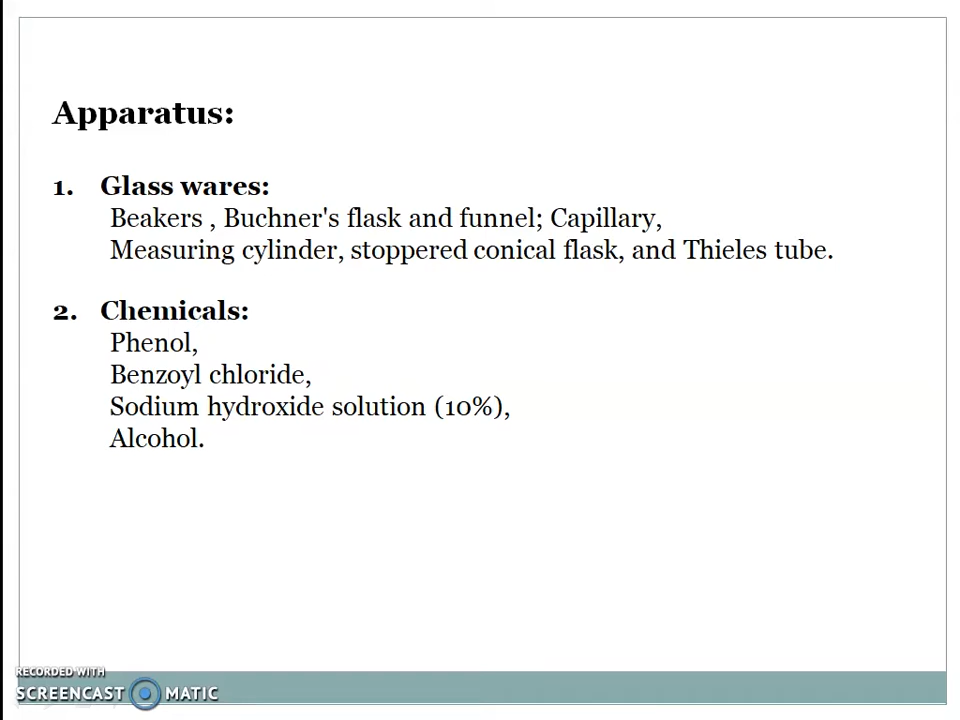 Apparatus:
1. Glass wares:
Beakers , Buchner's flask and funnel; Capillary,
Measuring cylinder, stoppered conical flask, and Thieles tube.
2. Chemicals:
Phenol,
Benzoyl chloride,
Sodium hydroxide solution (10%),
Alcohol.
RECORDED WITH
SCREENCAST MATIC